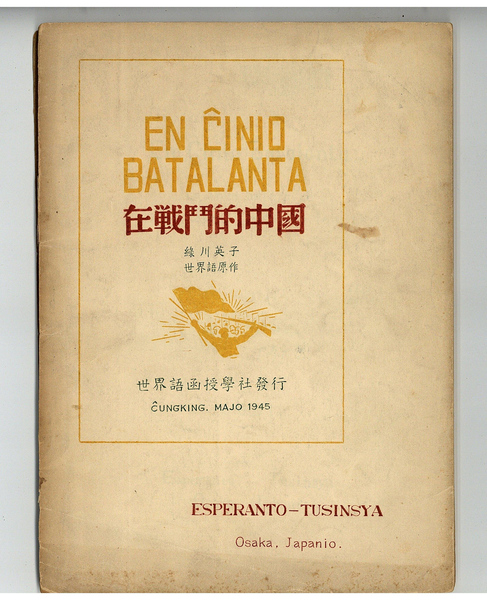 EN ĈINIO
BATALANTA
在戰鬥的中國
綠川英子
世界語原作
世界語函授學社發行
ĈUNGKING, MAJO 1945
ESPERANTO-TUSINSYA
Osaka, Japanio.